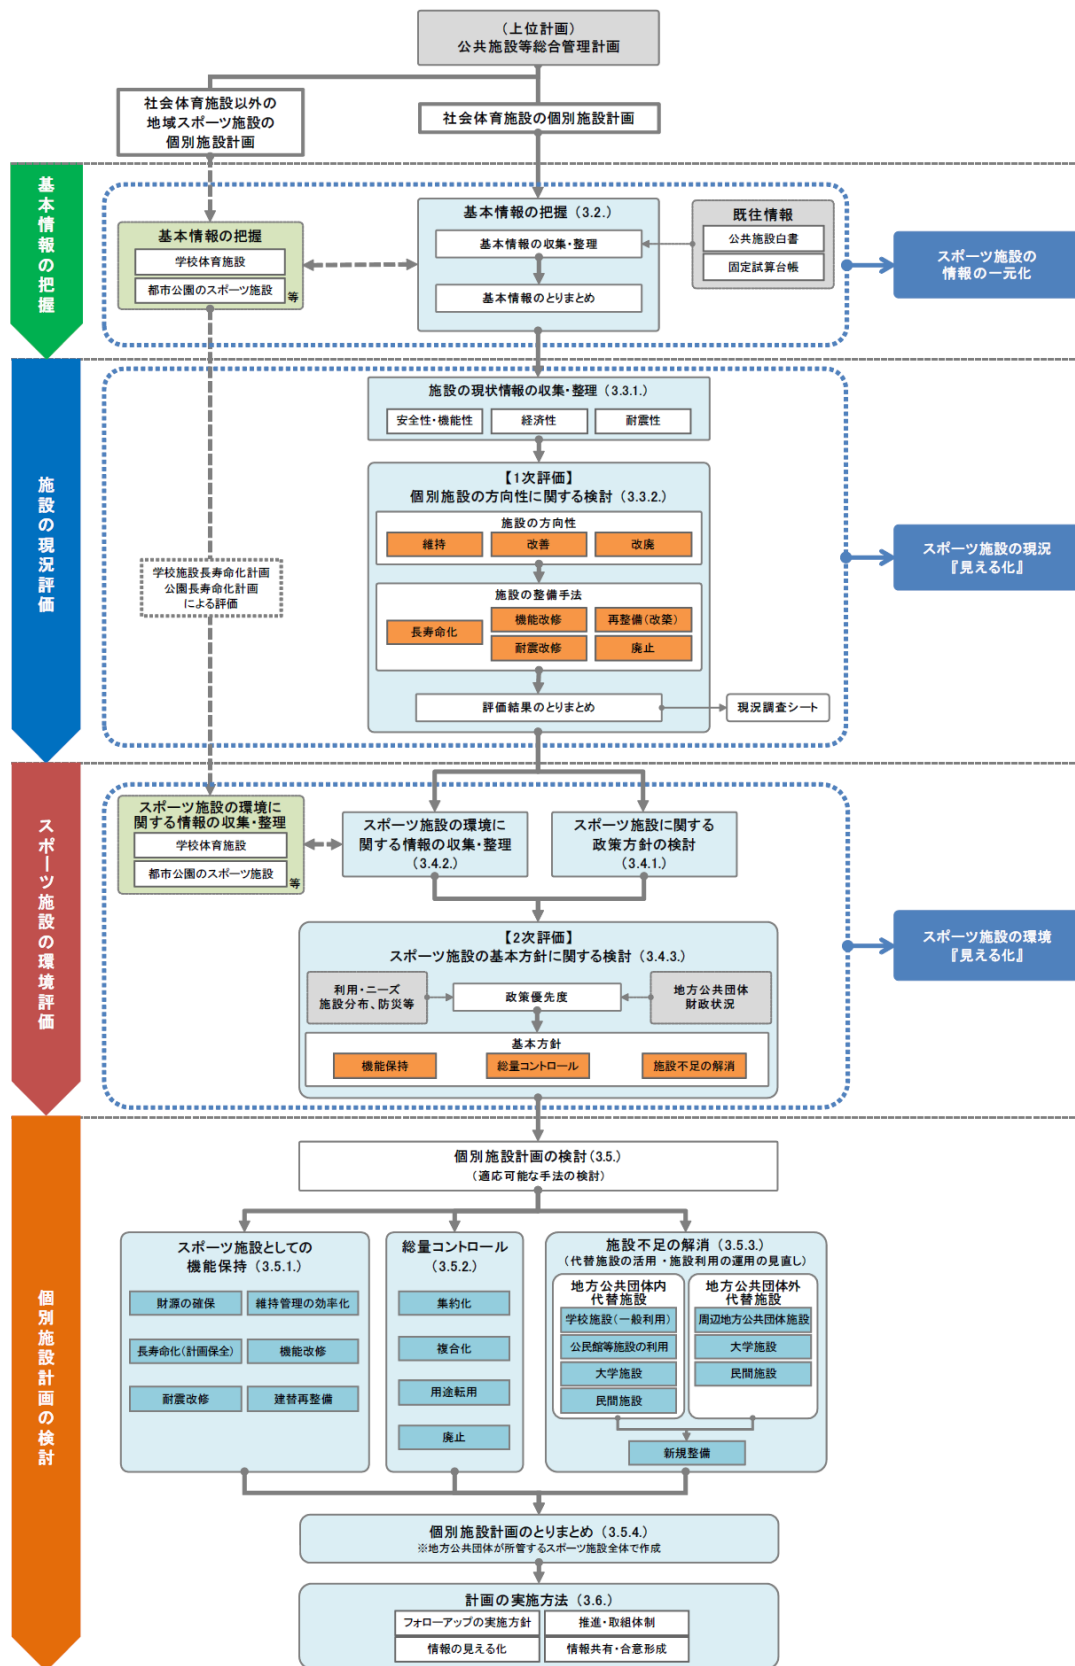 （上位計画）
公共施設等総合管理計画
社会体育施設以外の
地域スポーツ施設の
個別施設計画
社会体育施設の個別施設計画
基本情報の把握
基本情報の把握
学校体育施設
都市公園のスポーツ施設
等
基本情報の把握（3.2.）
基本情報の収集・整理
基本情報のとりまとめ
既往情報
公共施設白書
固定試算台帳
スポーツ施設の
情報の一元化
施設の現況評価
施設の現状情報の収集・整理（3.3.1.）
安全性・機能性
経済性
耐震性
【1次評価】
個別施設の方向性に関する検討（3.3.2.）
施設の方向性
維持
改善
改廃
施設の整備手法
長寿命化
機能改修
再整備（改築）
耐震改修
廃止
評価結果のとりまとめ
現況調査シート
学校施設長寿命化計画
公園長寿命化計画
による評価
スポーツ施設の現況
『見える化』
スポーツ施設の環境評価
スポーツ施設の環境に
関する情報の収集・整理
学校体育施設
都市公園のスポーツ施設
等
スポーツ施設の環境に
関する情報の収集・整理
（3.4.2.）
スポーツ施設に関する
政策方針の検討
（3.4.1.）
【2次評価】
スポーツ施設の基本方針に関する検討（3.4.3.）
利用・ニーズ
施設分布、防災等
政策優先度
地方公共団体
財政状況
基本方針
機能保持
総量コントロール
施設不足の解消
スポーツ施設の環境
『見える化』
個別施設計画の検討
個別施設計画の検討（3.5.）
（適応可能な手法の検討）
スポーツ施設としての
機能保持（3.5.1.）
財源の確保
維持管理の効率化
長寿命化（計画保全）
機能改修
耐震改修
建替再整備
総量コントロール
（3.5.2.）
集約化
複合化
用途転用
廃止
施設不足の解消（3.5.3.）
（代替施設の活用・施設利用の運用の見直し）
地方公共団体内
代替施設
学校施設（一般利用）
公民館等施設の利用
大学施設
民間施設
地方公共団体外
代替施設
周辺地方公共団体施設
大学施設
民間施設
新規整備
個別施設計画のとりまとめ（3.5.4.）
※地方公共団体が所管するスポーツ施設全体で作成
計画の実施方法（3.6.）
フォローアップの実施方針
推進・取組体制
情報の見える化
情報共有・合意形成